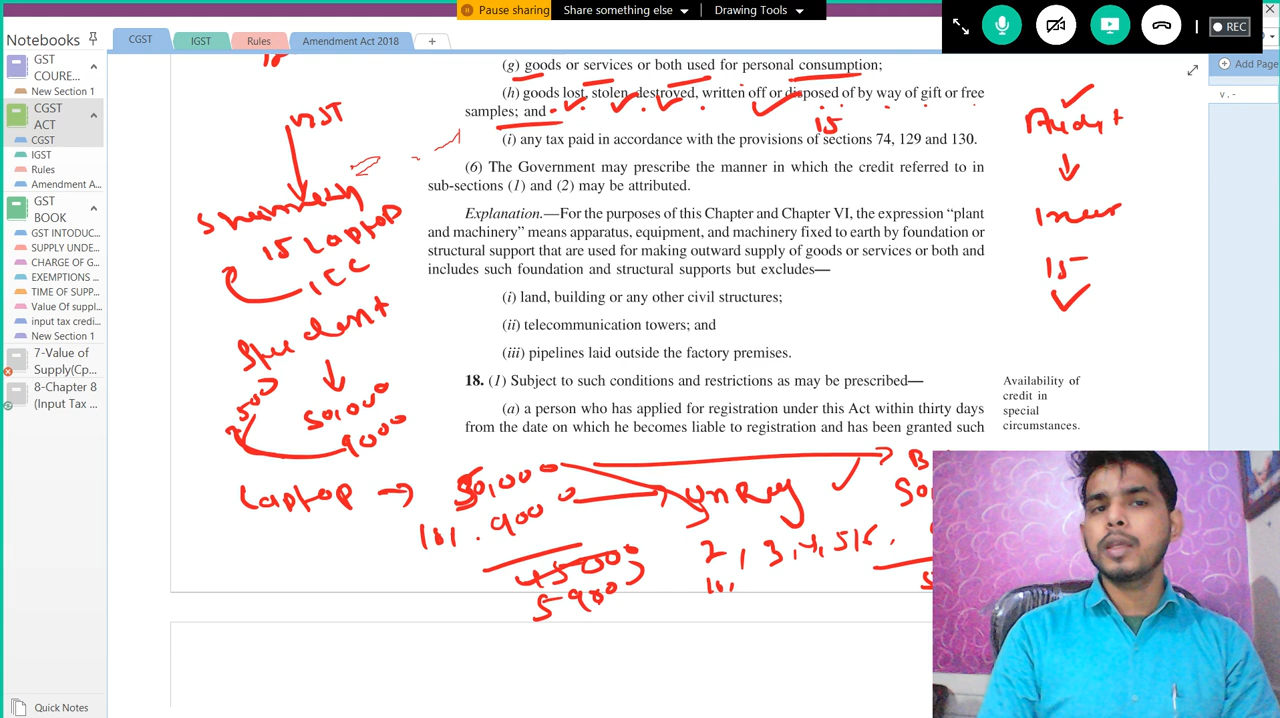 Pause sharing
Share something else
Drawing Tools
REC
Notebooks
CGST
IGST
Rules
Amendment Act 2018
+
Add Page
GST
COURE...
New Section 1
CGST
ACT
CGST
IGST
Rules
Amendment A...
GST
BOOK
GST INTODUC...
SUPPLY UNDE...
CHARGE OF G...
EXEMPTIONS
TIME OF SUPP...
Value Of suppl...
input tax credi...
New Section 1
7-Value of
Supply(Cp...
8-Chapter 8
(Input Tax ...
Quick Notes
(g) goods or services or both used for personal consumption;
(h) goods lost, stolen, destroyed, written off or disposed of by way of gift or free
samples; and
(i) any tax paid in accordance with the provisions of sections 74, 129 and 130.
(6) The Government may prescribe the manner in which the credit referred to in
sub-sections (1) and (2) may be attributed.
Explanation.—For the purposes of this Chapter and Chapter VI, the expression “plant
and machinery” means apparatus, equipment, and machinery fixed to earth by foundation or
structural support that are used for making outward supply of goods or services or both and
includes such foundation and structural supports but excludes—
(i) land, building or any other civil structures;
(ii) telecommunication towers; and
(iii) pipelines laid outside the factory premises.
18. (1) Subject to such conditions and restrictions as may be prescribed—
Availability of
credit in
special
circumstances.
(a) a person who has applied for registration under this Act within thirty days
from the date on which he becomes liable to registration and has been granted such
15
Audit
15
15 Laptop
Student
50,000
9000
Laptop → 50,000
UnReg